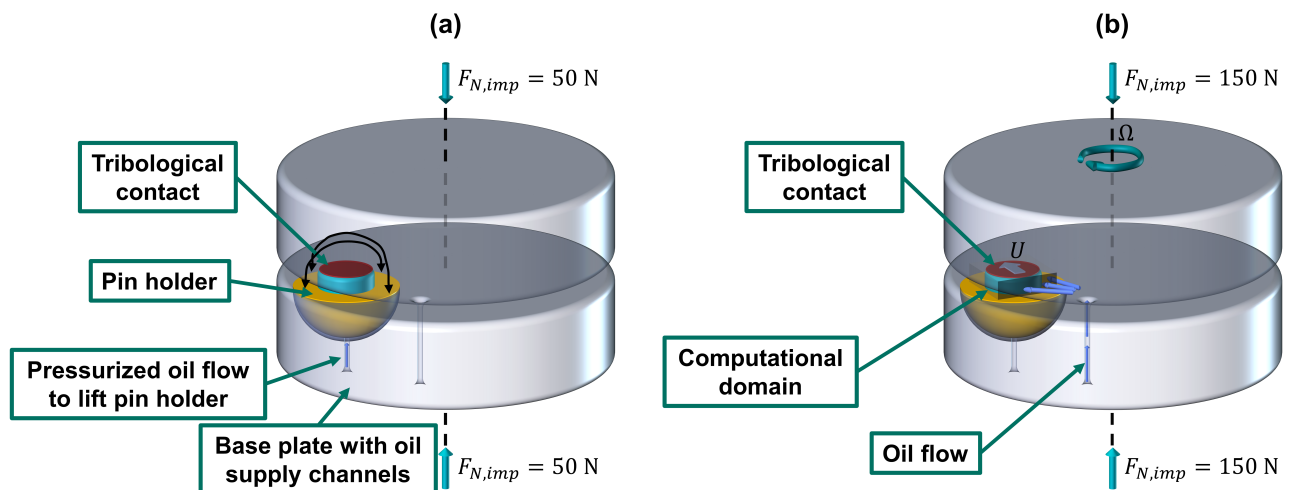 (a)
F_{N,imp} = 50 N
Tribological
contact
Pin holder
Pressurized oil flow
to lift pin holder
Base plate with oil
supply channels
F_{N,imp} = 50 N
(b)
F_{N,imp} = 150 N
Ω
Tribological
contact
U
Computational
domain
Oil flow
F_{N,imp} = 150 N